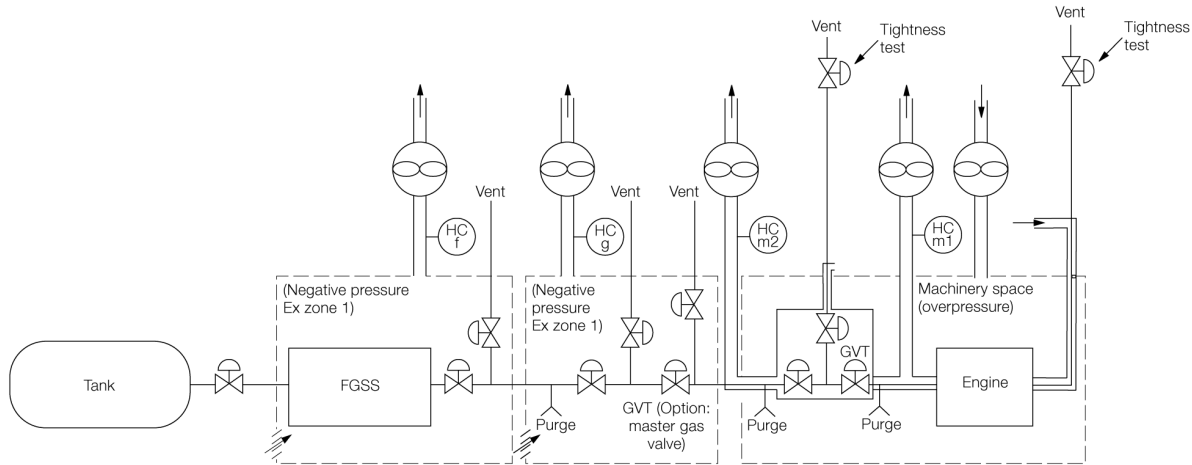 Vent
Tightness
test
Vent
Tightness
test
Vent
Vent
Vent
HC
f
HC
g
HC
m2
HC
m1
(Negative pressure
Ex zone 1)
(Negative
pressure
Ex zone 1)
Machinery space
(overpressure)
Tank
FGSS
GVT
Engine
Purge
GVT (Option:
master gas
valve)
Purge
Purge